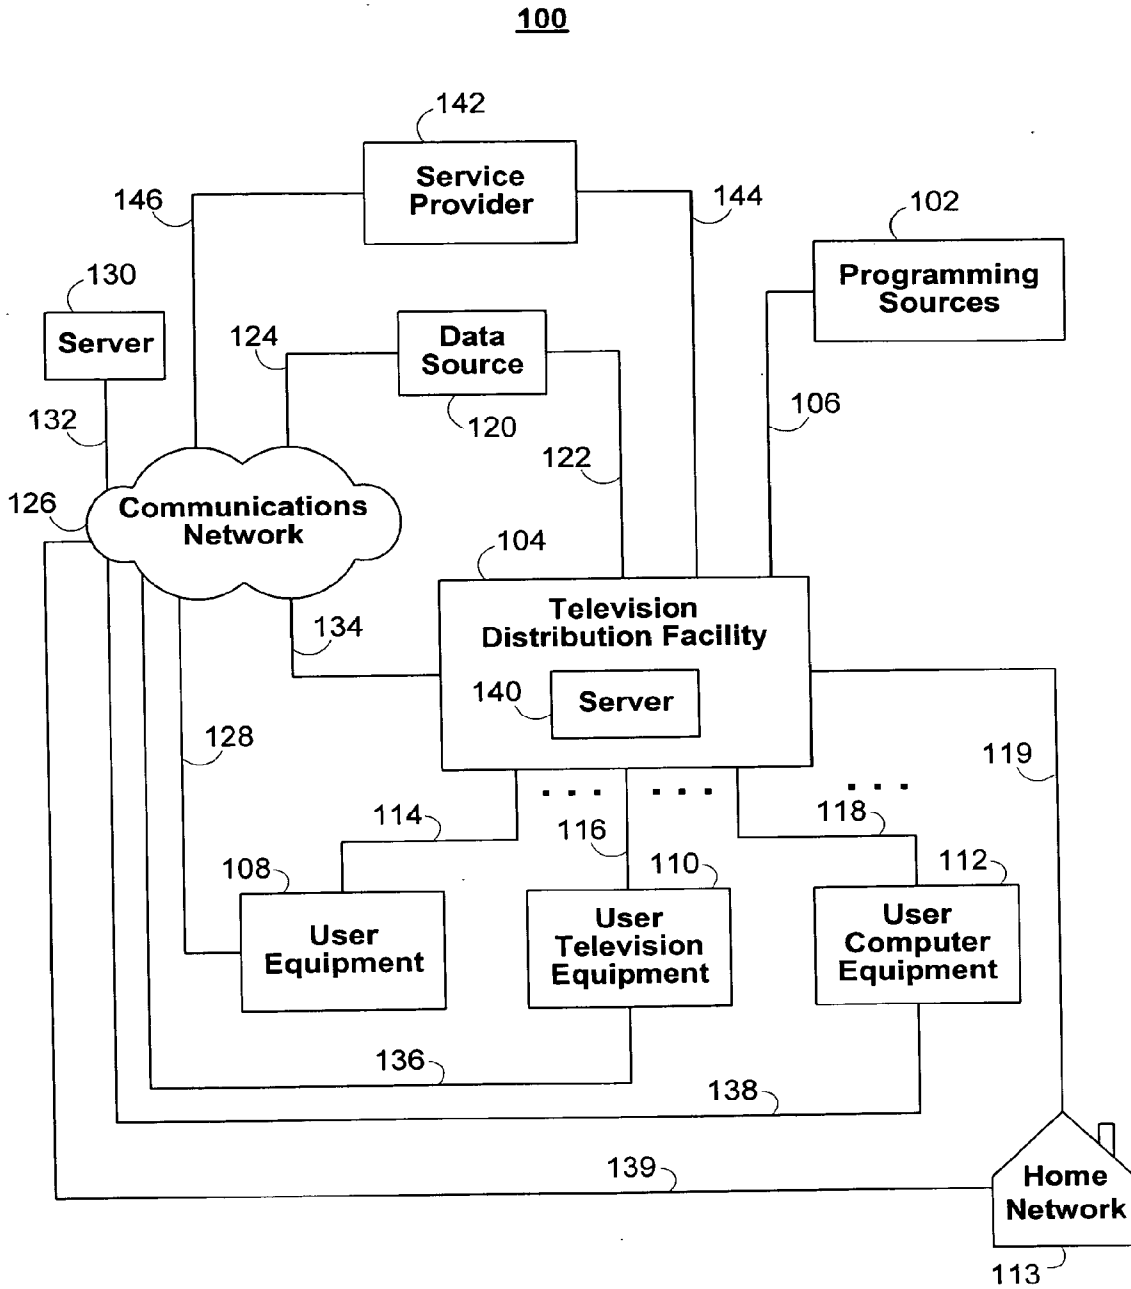 100
142
Service
Provider
146
144
102
Programming
Sources
130
Server
124
Data
Source
120
132
106
122
126
Communications
Network
104
Television
Distribution Facility
134
140
Server
128
119
114
116
118
108
110
112
User
Equipment
User
Television
Equipment
User
Computer
Equipment
136
138
139
Home
Network
113